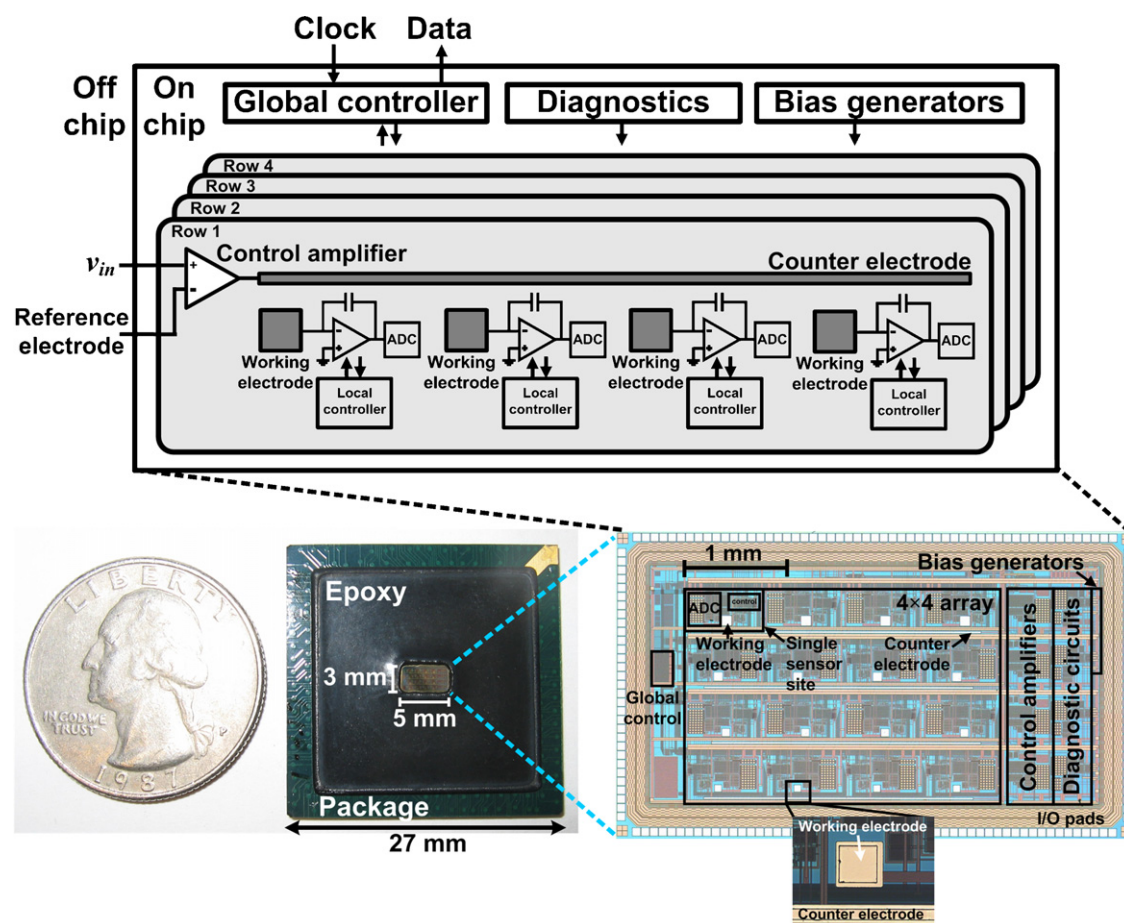 Clock Data
Off
chip
On
chip
Global controller
Diagnostics
Bias generators
Row 4
Row 3
Row 2
Row 1
Control amplifier
Counter electrode
vin
+
-
Reference
electrode
ADC
ADC
ADC
ADC
Working
electrode
Working
electrode
Working
electrode
Working
electrode
Local
controller
Local
controller
Local
controller
Local
controller
LIBERTY
IN GOD WE
TRUST
P
1987
Epoxy
3 mm
5 mm
Package
27 mm
1 mm
Bias generators
ADC
control
4×4 array
Working
electrode
Single
sensor
site
Counter
electrode
Global
control
Control amplifiers
Diagnostic circuits
I/O pads
Working electrode
Counter electrode